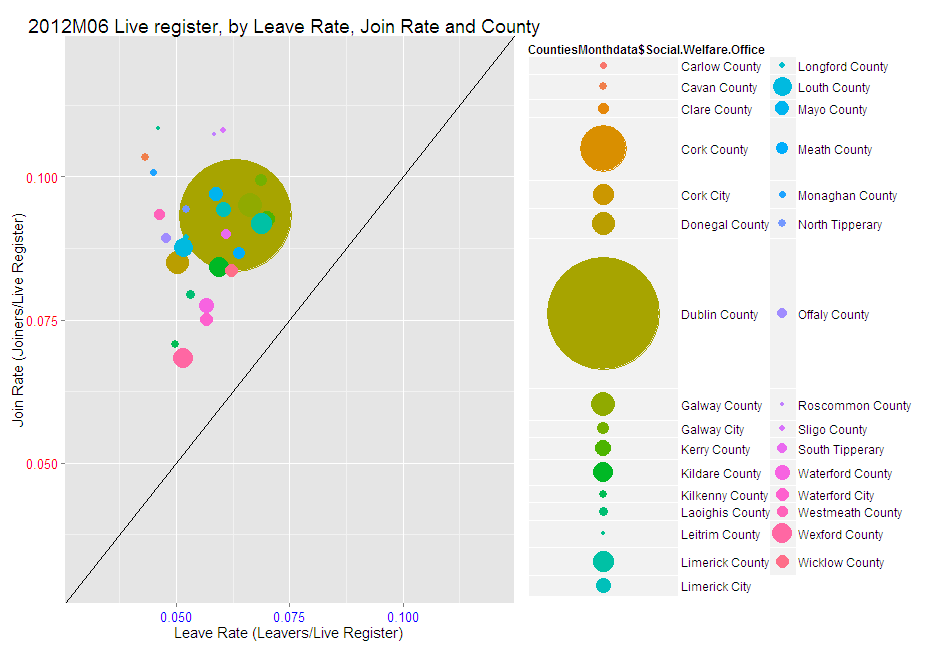 2012M06 Live register, by Leave Rate, Join Rate and County
CountiesMonthdata$Social.Welfare.Office
Carlow County
Cavan County
Clare County
Cork County
Cork City
Donegal County
Dublin County
Galway County
Galway City
Kerry County
Kildare County
Kilkenny County
Laoighis County
Leitrim County
Limerick County
Limerick City
Longford County
Louth County
Mayo County
Meath County
Monaghan County
North Tipperary
Offaly County
Roscommon County
Sligo County
South Tipperary
Waterford County
Waterford City
Westmeath County
Wexford County
Wicklow County
Join Rate (Joiners/Live Register)
0.100
0.075
0.050
0.050
0.075
0.100
Leave Rate (Leavers/Live Register)